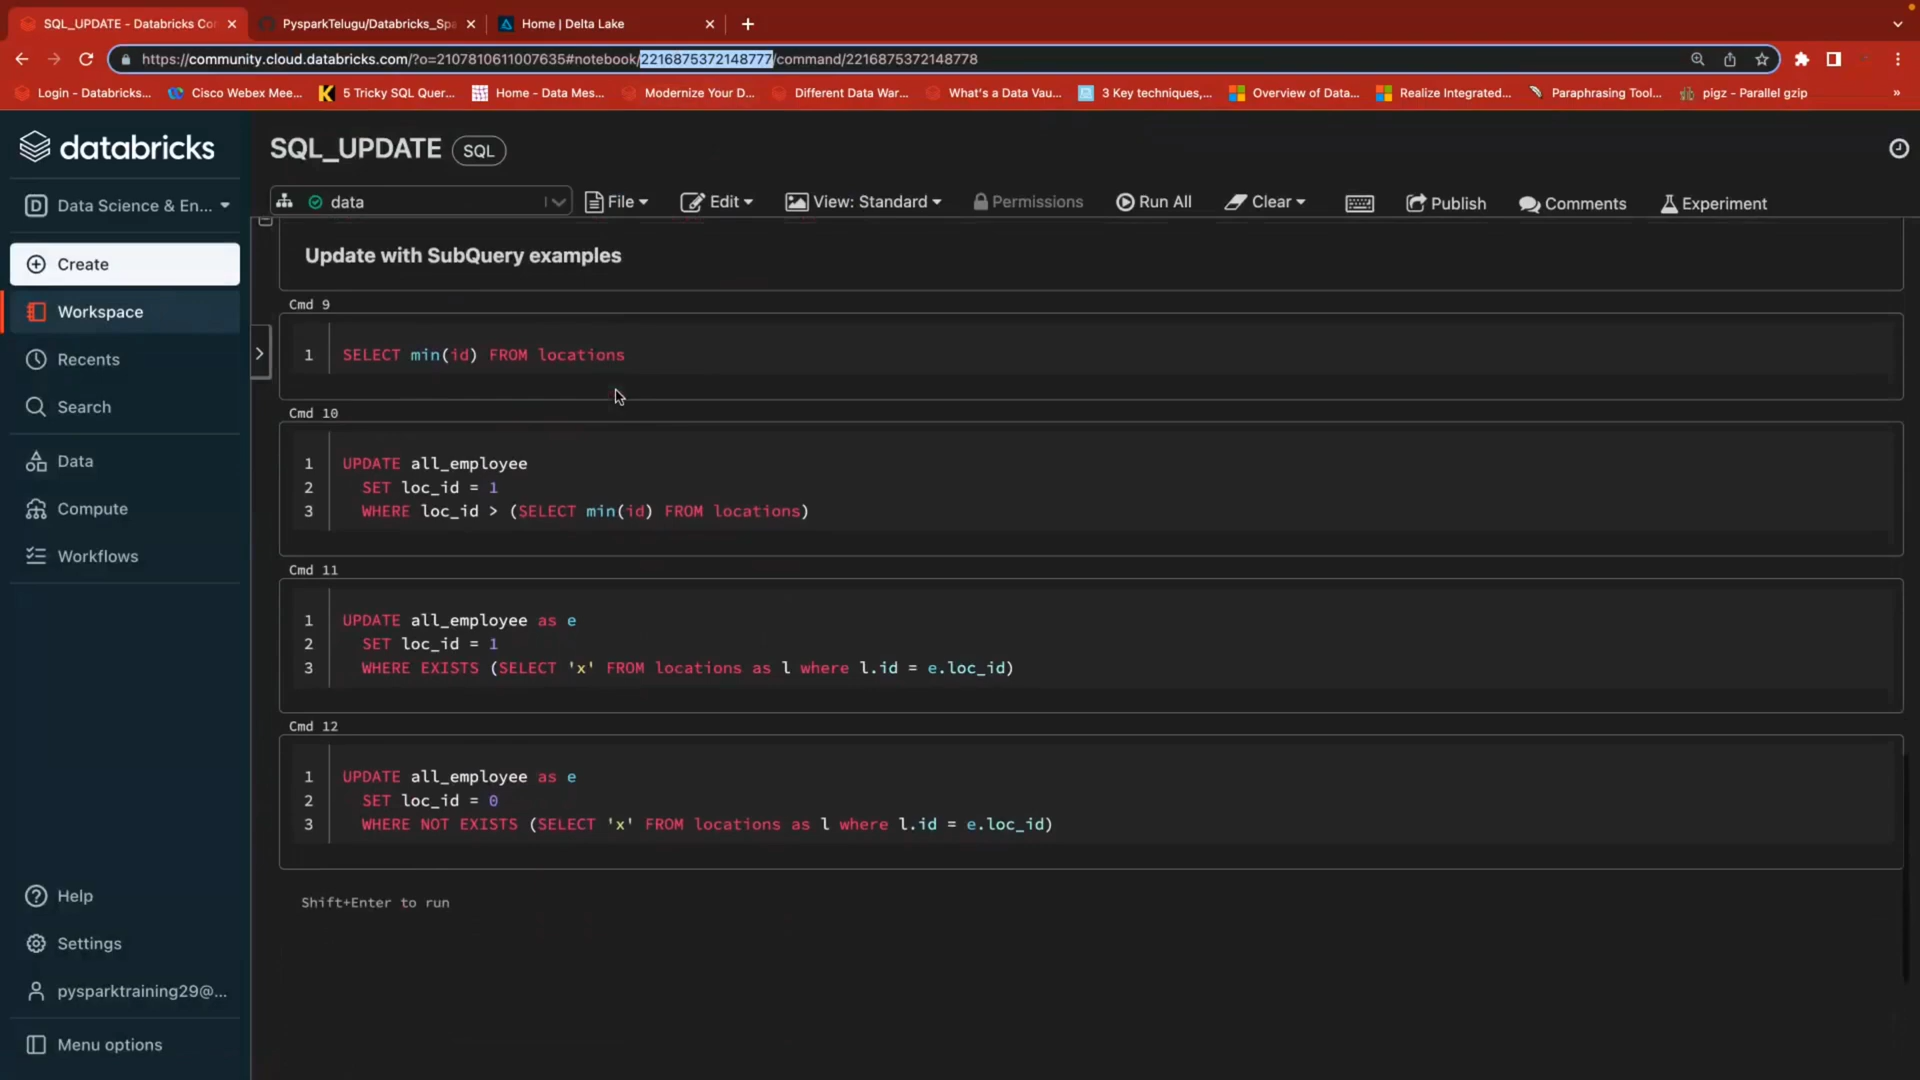 SQL_UPDATE - Databricks Co
PysparkTelugu/Databricks_Spa
Home | Delta Lake
https://community.cloud.databricks.com/?o=2107810611007635#notebook/2216875372148777/command/2216875372148778
Login - Databricks...
Cisco Webex Mee...
5 Tricky SQL Quer...
Home - Data Mes...
Modernize Your D...
Different Data War...
What's a Data Vau...
3 Key techniques,...
Overview of Data...
Realize Integrated...
Paraphrasing Tool...
pigz - Parallel gzip
»
databricks
SQL_UPDATE SQL
D Data Science & En...
data File Edit View: Standard Permissions Run All Clear Publish Comments Experiment
Create
Workspace
Recents
Search
Data
Compute
Workflows
Help
Settings
pysparktraining29@...
Menu options
Update with SubQuery examples
Cmd 9
1 SELECT min(id) FROM locations
Cmd 10
1 UPDATE all_employee
2 SET loc_id = 1
3 WHERE loc_id > (SELECT min(id) FROM locations)
Cmd 11
1 UPDATE all_employee as e
2 SET loc_id = 1
3 WHERE EXISTS (SELECT 'x' FROM locations as l where l.id = e.loc_id)
Cmd 12
1 UPDATE all_employee as e
2 SET loc_id = 0
3 WHERE NOT EXISTS (SELECT 'x' FROM locations as l where l.id = e.loc_id)
Shift+Enter to run